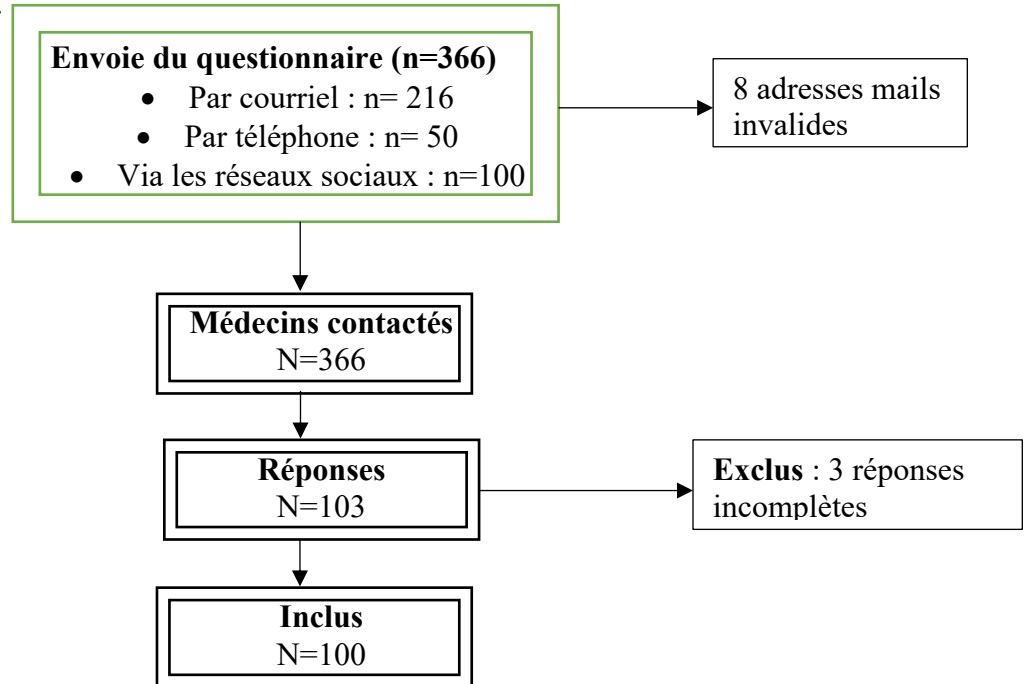 Envoie du questionnaire (n=366)
• Par courriel : n= 216
• Par téléphone : n= 50
• Via les réseaux sociaux : n=100
8 adresses mails
invalides
Médecins contactés
N=366
Réponses
N=103
Exclus : 3 réponses
incomplètes
Inclus
N=100